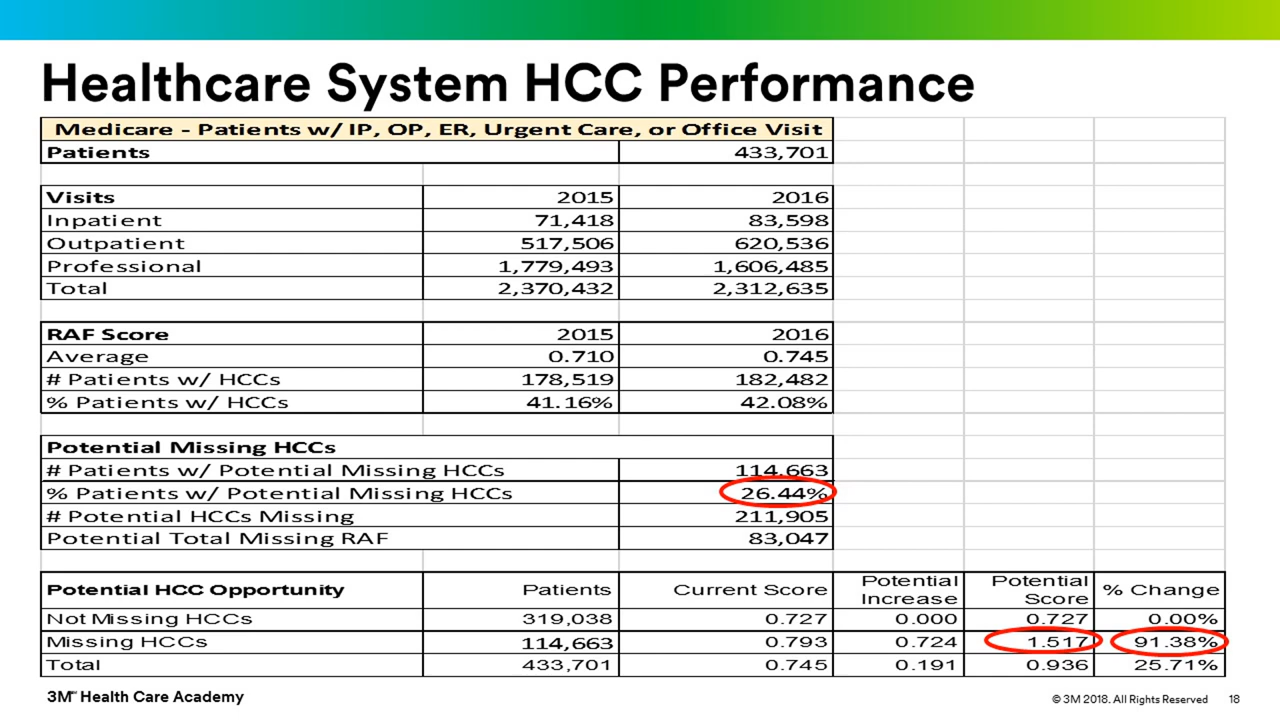 Healthcare System HCC Performance
Medicare - Patients w/ IP, OP, ER, Urgent Care, or Office Visit
Patients 433,701
Visits 2015 2016
Inpatient 71,418 83,598
Outpatient 517,506 620,536
Professional 1,779,493 1,606,485
Total 2,370,432 2,312,635
RAF Score 2015 2016
Average 0.710 0.745
# Patients w/ HCCs 178,519 182,482
% Patients w/ HCCs 41.16% 42.08%
Potential Missing HCCs
# Patients w/ Potential Missing HCCs 114,663
% Patients w/ Potential Missing HCCs 26.44%
# Potential HCCs Missing 211,905
Potential Total Missing RAF 83,047
Potential HCC Opportunity Patients Current Score Potential Increase Potential Score % Change
Not Missing HCCs 319,038 0.727 0.000 0.727 0.00%
Missing HCCs 114,663 0.793 0.724 1.517 91.38%
Total 433,701 0.745 0.191 0.936 25.71%
3M℠ Health Care Academy
© 3M 2018. All Rights Reserved 18